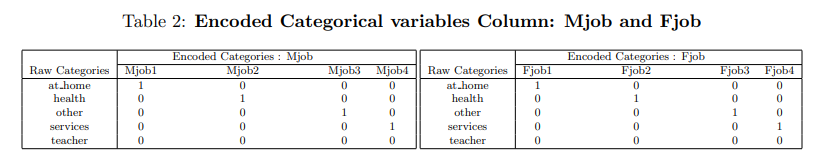 Table 2: Encoded Categorical variables Column: Mjob and Fjob
Encoded Categories : Mjob Encoded Categories : Fjob
Raw Categories Mjob1 Mjob2 Mjob3 Mjob4 Raw Categories Fjob1 Fjob2 Fjob3 Fjob4
at_home 1 0 0 0 at_home 1 0 0 0
health 0 1 0 0 health 0 1 0 0
other 0 0 1 0 other 0 0 1 0
services 0 0 0 1 services 0 0 0 1
teacher 0 0 0 0 teacher 0 0 0 0